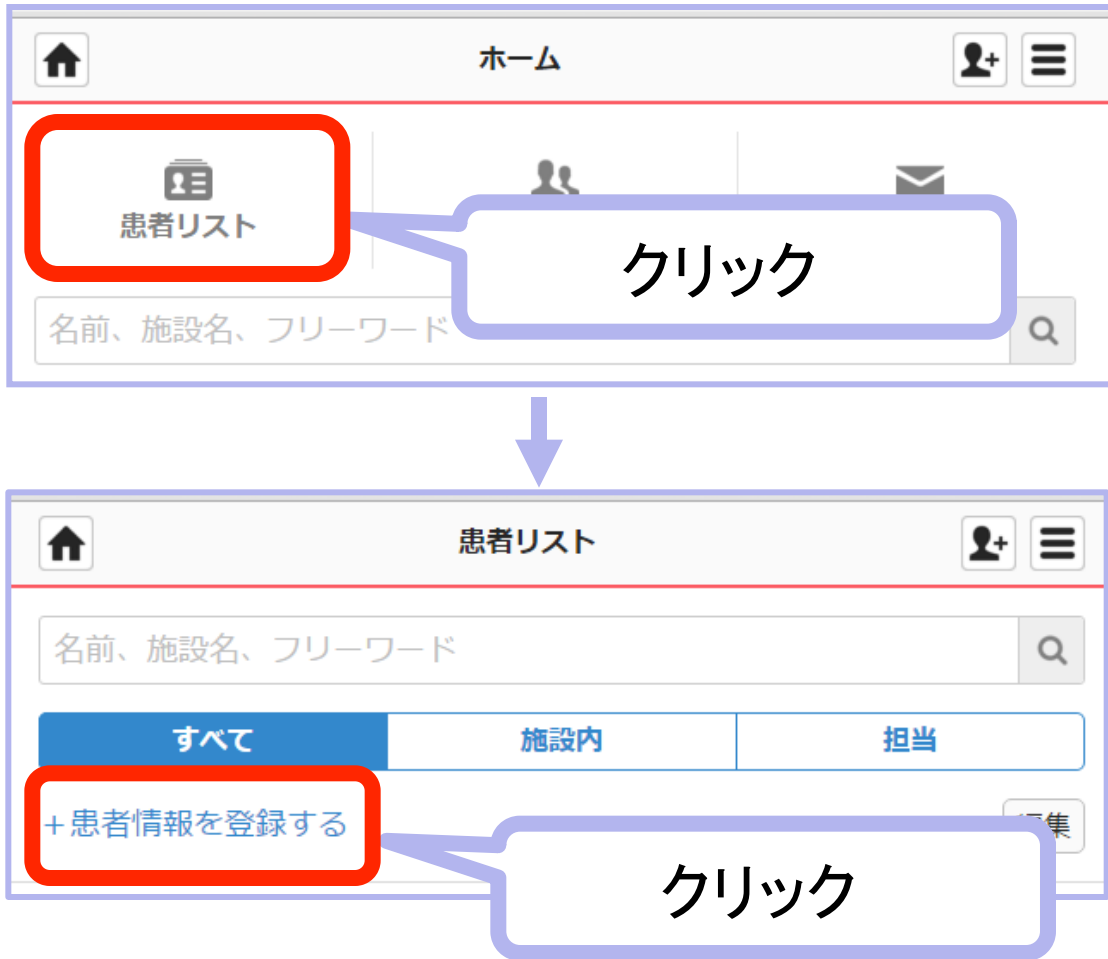 ホーム
患者リスト
クリック
名前、施設名、フリーワード
患者リスト
名前、施設名、フリーワード
すべて
施設内
担当
+患者情報を登録する
クリック